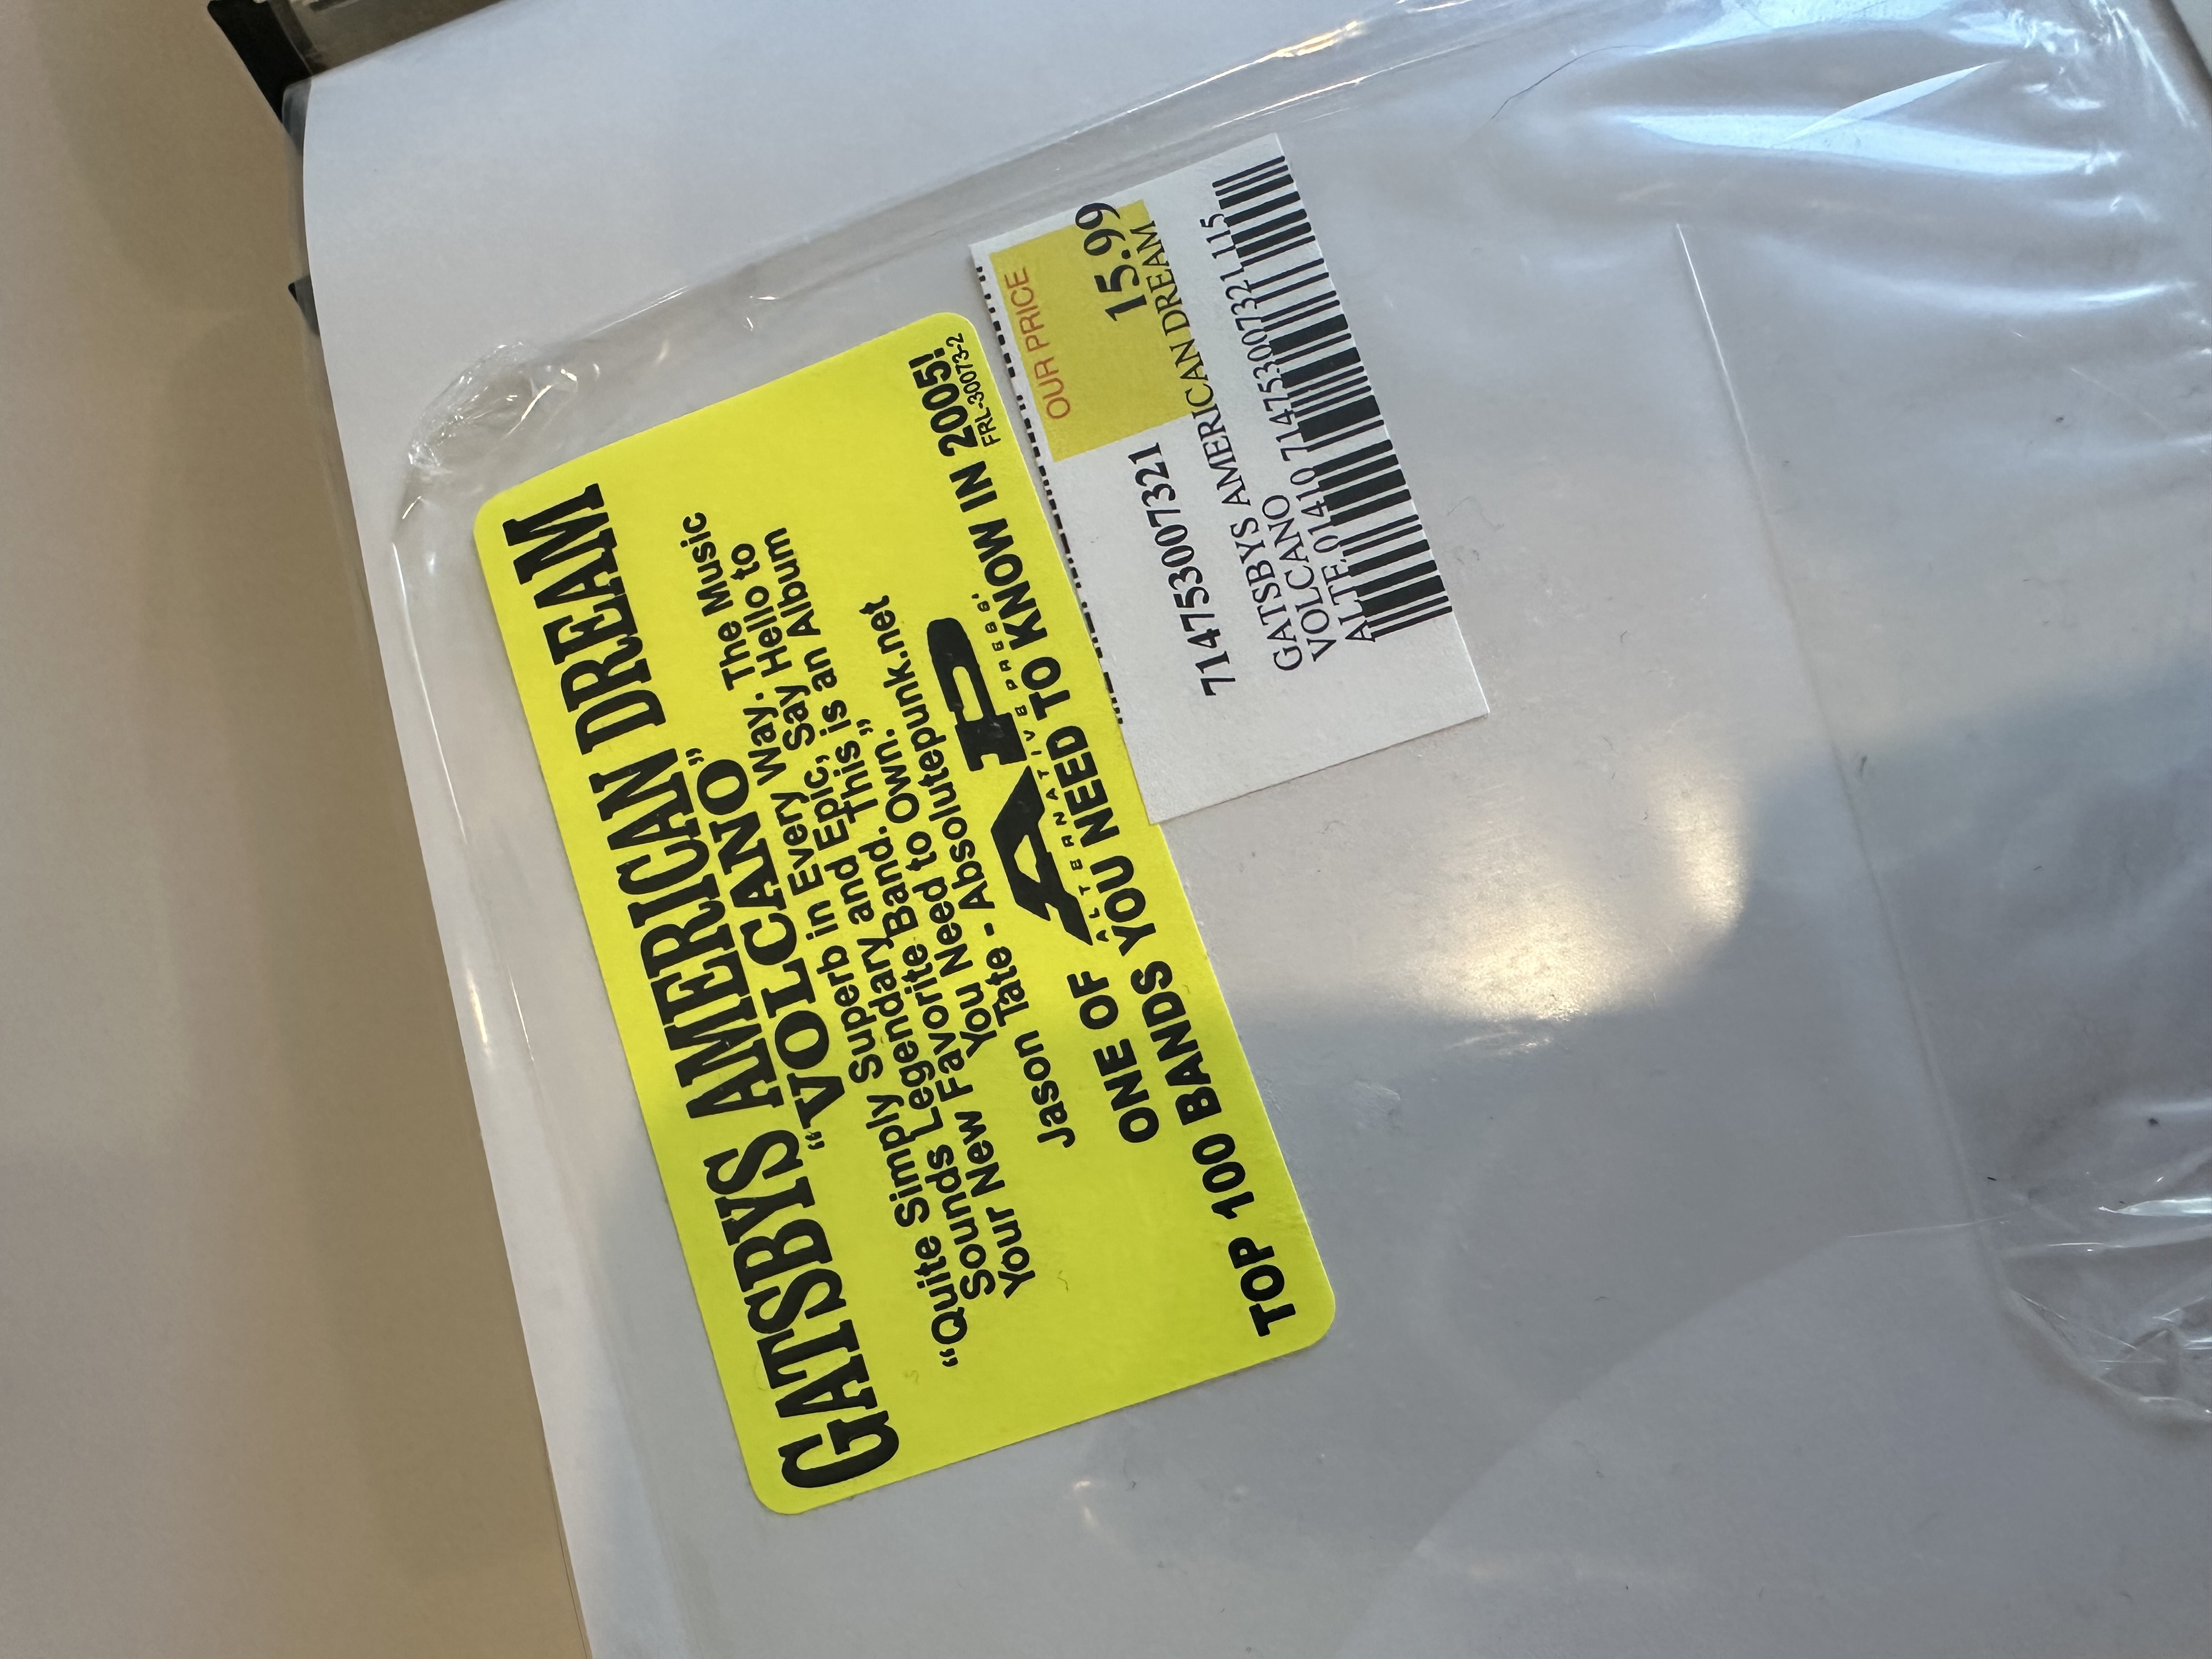 GATSBYS AMERICAN DREAM
“VOLCANO”
“Quite Simply Superb in Every Way. The Music
Sounds Legendary and Epic, Say Hello to
Your New Favorite Band. This is an Album
You Need to Own.”
Jason Tate - Absolutepunk.net
ONE OF AP
ALTERNATIVE PRESS'
TOP 100 BANDS YOU NEED TO KNOW IN 2005!
FRL-30073-2
OUR PRICE
15.99
714753007321
GATSBYS AMERICAN DREAM
VOLCANO
ALTE 01410 714753007321 115